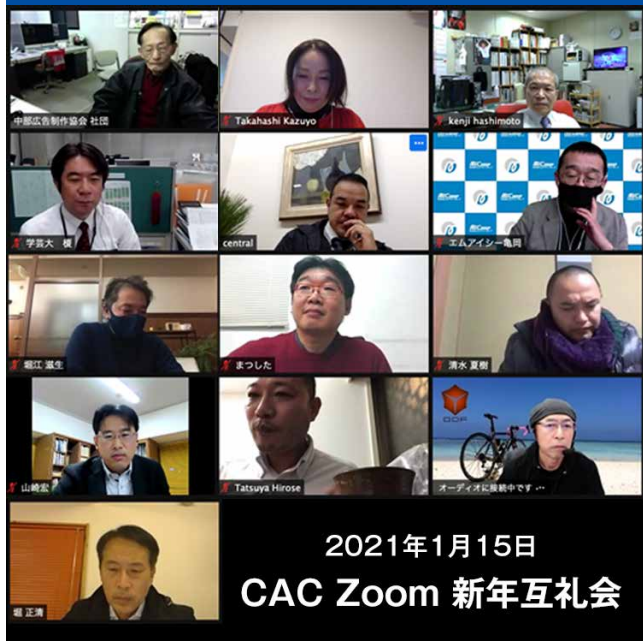 中部広告制作協会 社団
Takahashi Kazuyo
kenji hashimoto
学芸大 榎
central
エムアイシー亀岡
堀江 滋生
まつした
清水 夏樹
山崎宏
Tatsuya Hirose
GDP
オーディオに接続中です ・・・
堀 正清
2021年1月15日
CAC Zoom 新年互礼会